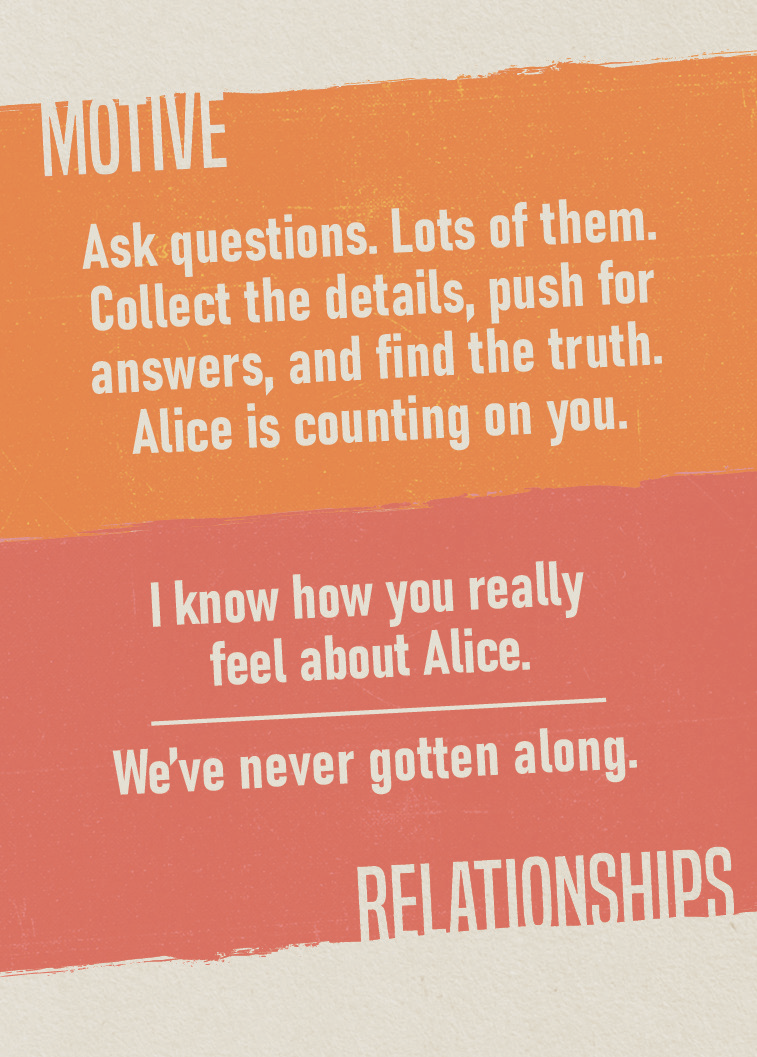 MOTIVE
Ask questions. Lots of them.
Collect the details, push for
answers, and find the truth.
Alice is counting on you.
I know how you really
feel about Alice.
We’ve never gotten along.
RELATIONSHIPS